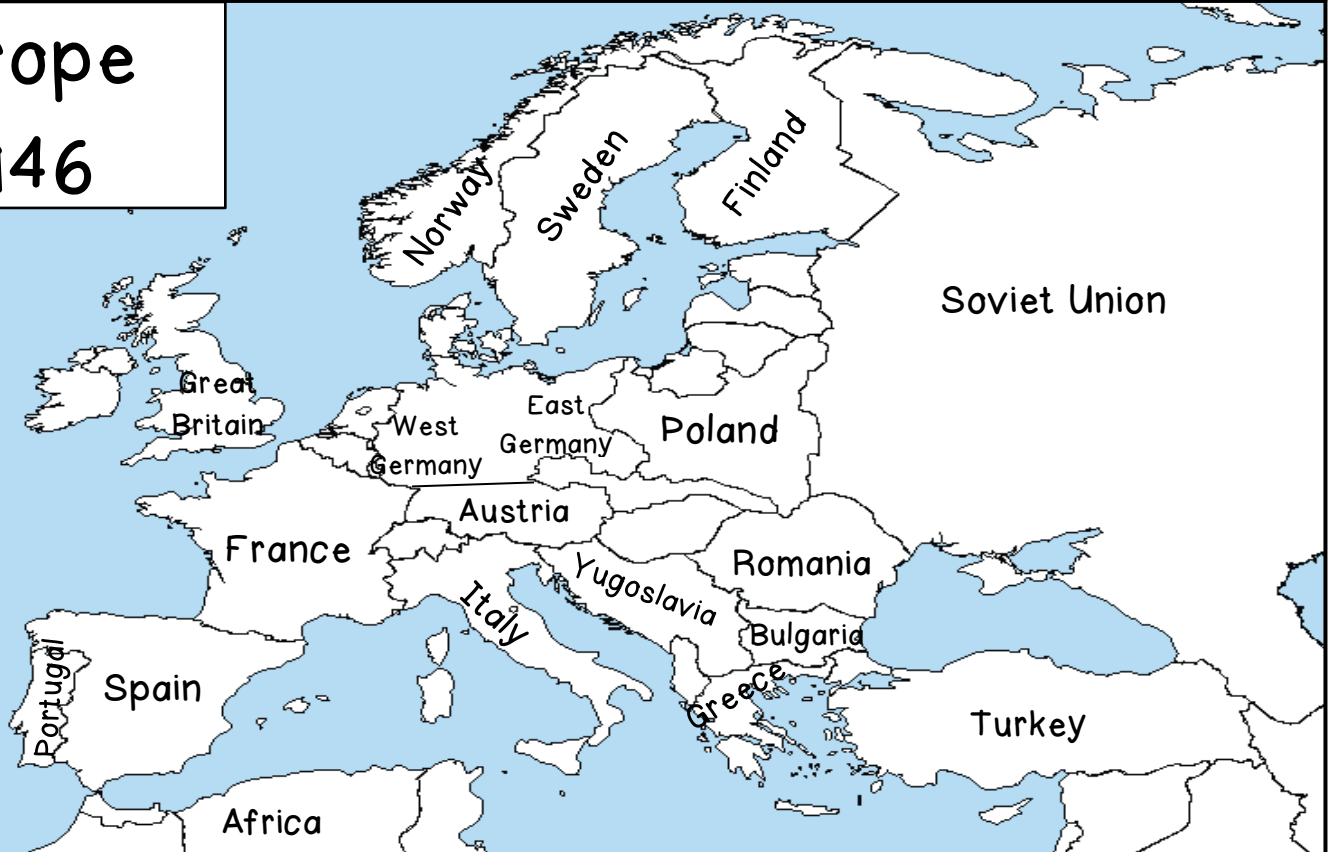 rope
146
Norway
Sweden
Finland
Soviet Union
Great
Britain
West
Germany
East
Germany
Poland
Austria
France
Romania
Yugoslavia
Italy
Bulgaria
Greece
Portugal
Spain
Turkey
Africa